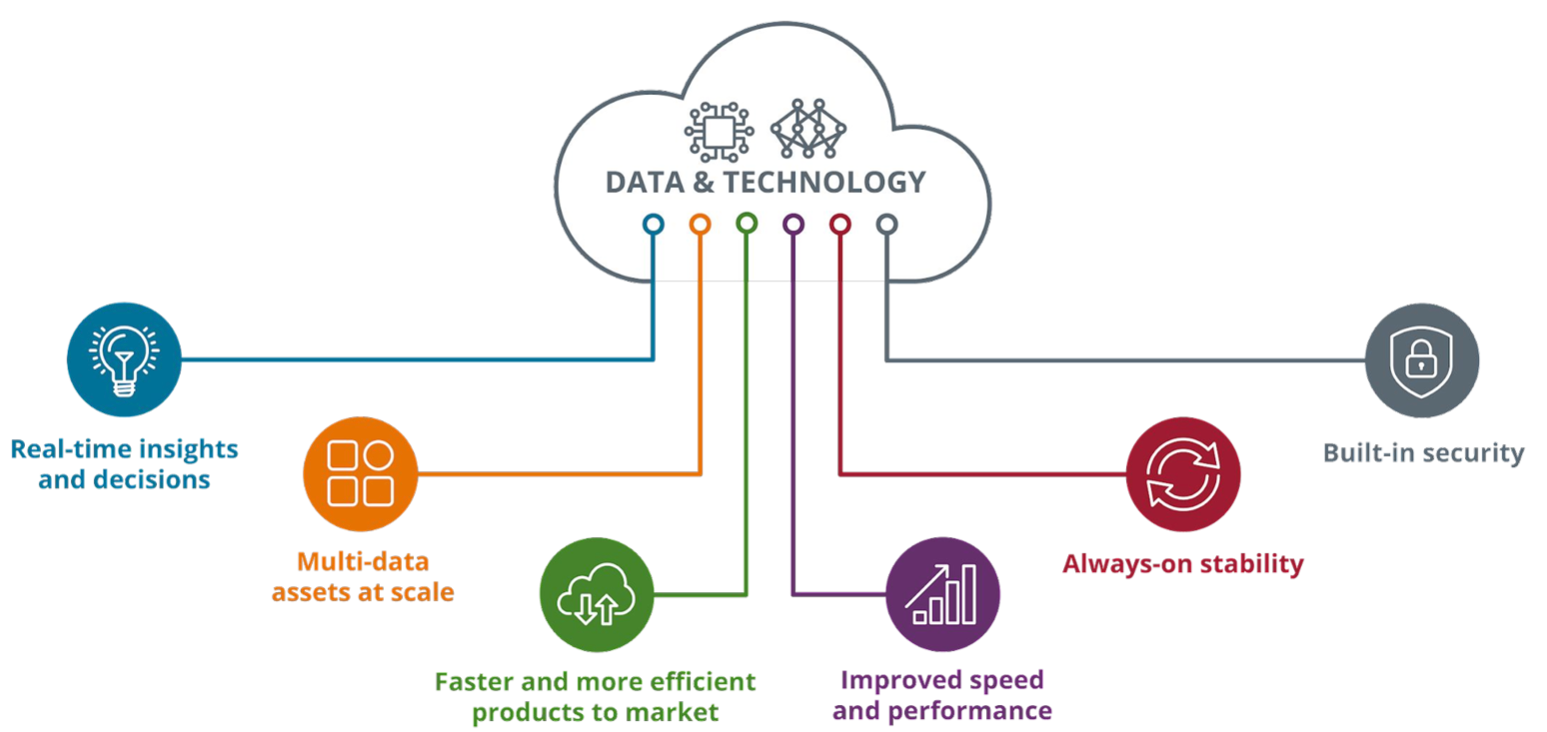 DATA & TECHNOLOGY
Real-time insights
and decisions
Multi-data
assets at scale
Faster and more efficient
products to market
Improved speed
and performance
Always-on stability
Built-in security